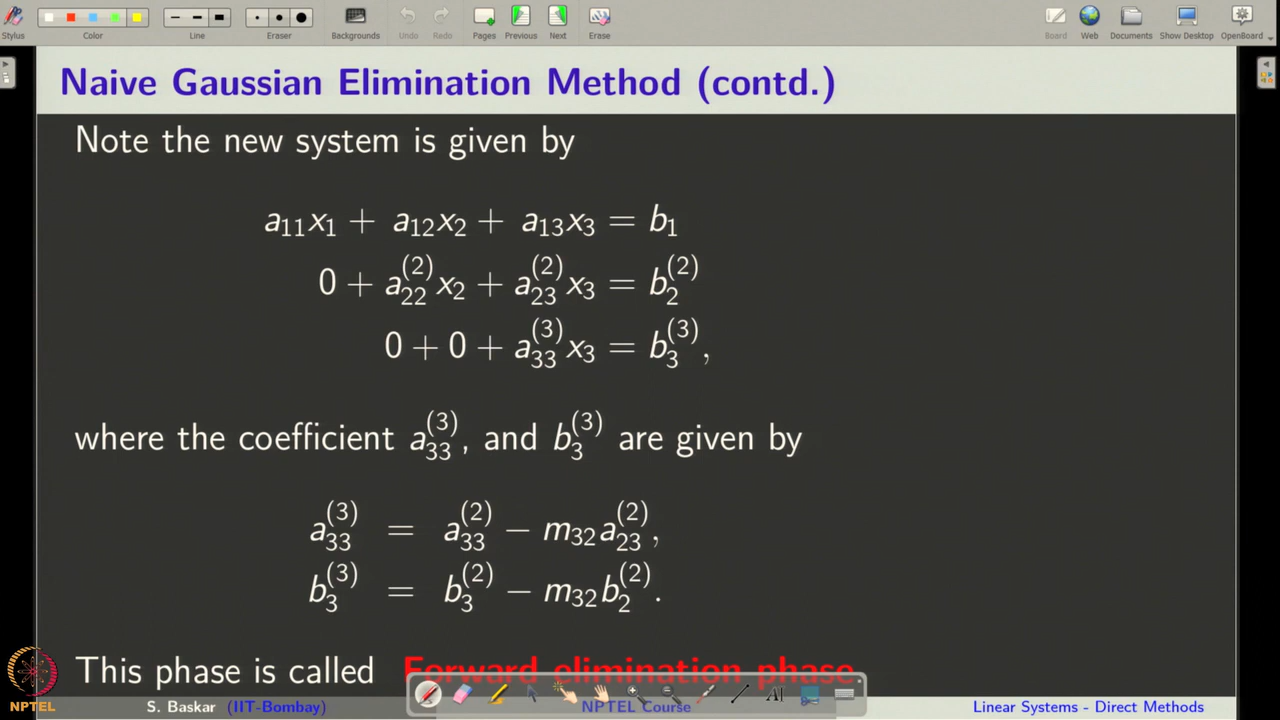 Stylus
Color
Line
Eraser
Backgrounds
Undo
Redo
Pages
Previous
Next
Erase
Board
Web
Documents
Show Desktop
OpenBoard
Naive Gaussian Elimination Method (contd.)
Note the new system is given by
a₁₁x₁ + a₁₂x₂ + a₁₃x₃ = b₁
0 + a₂₂⁽²⁾x₂ + a₂₃⁽²⁾x₃ = b₂⁽²⁾
0 + 0 + a₃₃⁽³⁾x₃ = b₃⁽³⁾,
where the coefficient a₃₃⁽³⁾, and b₃⁽³⁾ are given by
a₃₃⁽³⁾ = a₃₃⁽²⁾ − m₃₂a₂₃⁽²⁾,
b₃⁽³⁾ = b₃⁽²⁾ − m₃₂b₂⁽²⁾.
This phase is called Forward elimination phase.
NPTEL
S. Baskar (IIT-Bombay)
NPTEL Course
Linear Systems - Direct Methods